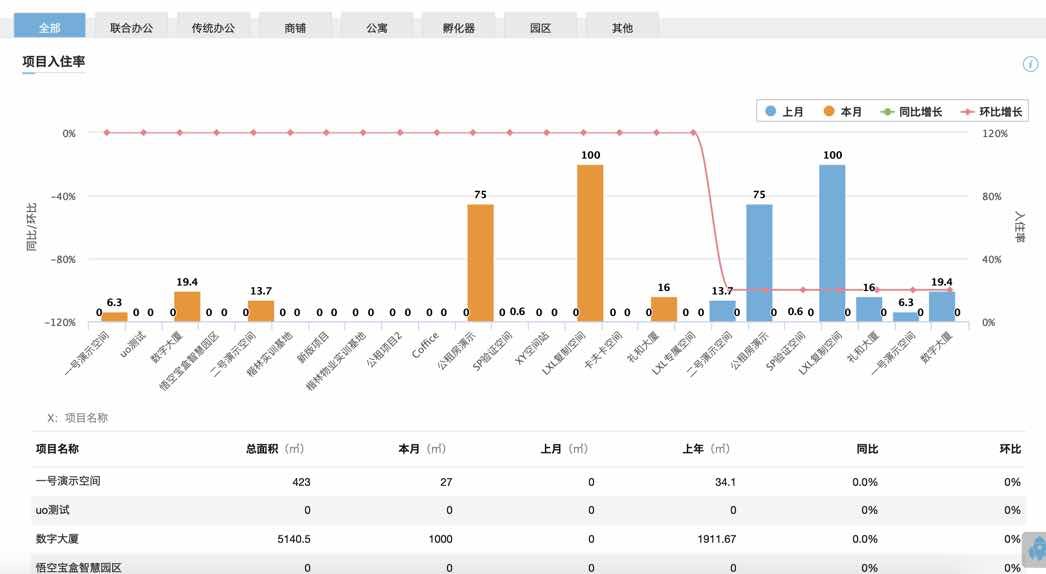 全部 联合办公 传统办公 商铺 公寓 孵化器 园区 其他
项目入住率
上月 本月 同比增长 环比增长
0% 120%
100 100
-40% 75 75 80%
同比/环比 入住率
-80% 40%
19.4 13.7 16 13.7 16 19.4
6.3 6.3
0 0 0 0 0 0 0 0 0 0 0 0 0 0 0 0 0 0 0 0.6 0 0 0 0 0 0 0 0 0 0 0 0.6 0 0 0 0 0
-120% 0%
一号演示空间 uo测试 数字大厦 悟空宝盒智慧园区 二号演示空间 楷林实训基地 新版项目 楷林物业实训基地 公租项目2 Coffice 公租房演示 SP验证空间 XY空间站 LXL复制空间 卡夫卡空间 礼和大厦 LXL专属空间 二号演示空间 公租房演示 SP验证空间 LXL复制空间 礼和大厦 一号演示空间 数字大厦
X: 项目名称
项目名称 总面积（㎡） 本月（㎡） 上月（㎡） 上年（㎡） 同比 环比
一号演示空间 423 27 0 34.1 0.0% 0%
uo测试 0 0 0 0 0% 0%
数字大厦 5140.5 1000 0 1911.67 0.0% 0%
悟空宝盒智慧园区 0 0 0 0 0% 0%